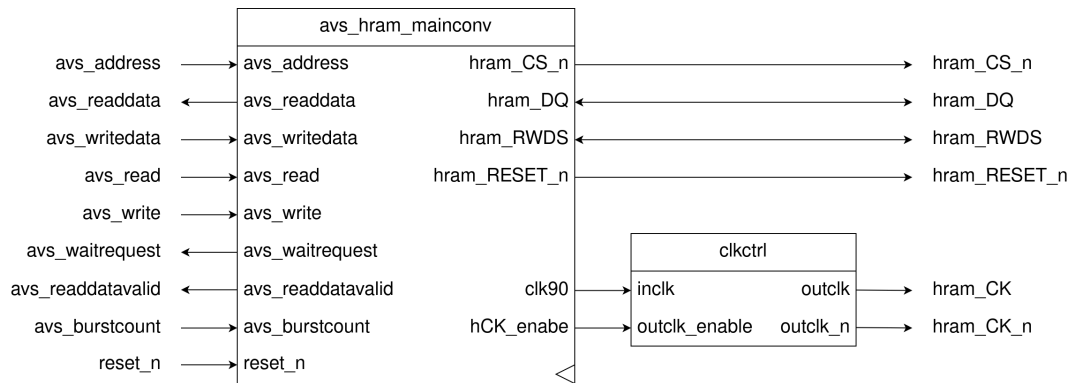 avs_hram_mainconv
avs_address avs_address hram_CS_n hram_CS_n
avs_readdata avs_readdata hram_DQ hram_DQ
avs_writedata avs_writedata hram_RWDS hram_RWDS
avs_read avs_read hram_RESET_n hram_RESET_n
avs_write avs_write
avs_waitrequest avs_waitrequest clkctrl
avs_readdatavalid avs_readdatavalid clk90 inclk outclk hram_CK
avs_burstcount avs_burstcount hCK_enabe outclk_enable outclk_n hram_CK_n
reset_n reset_n